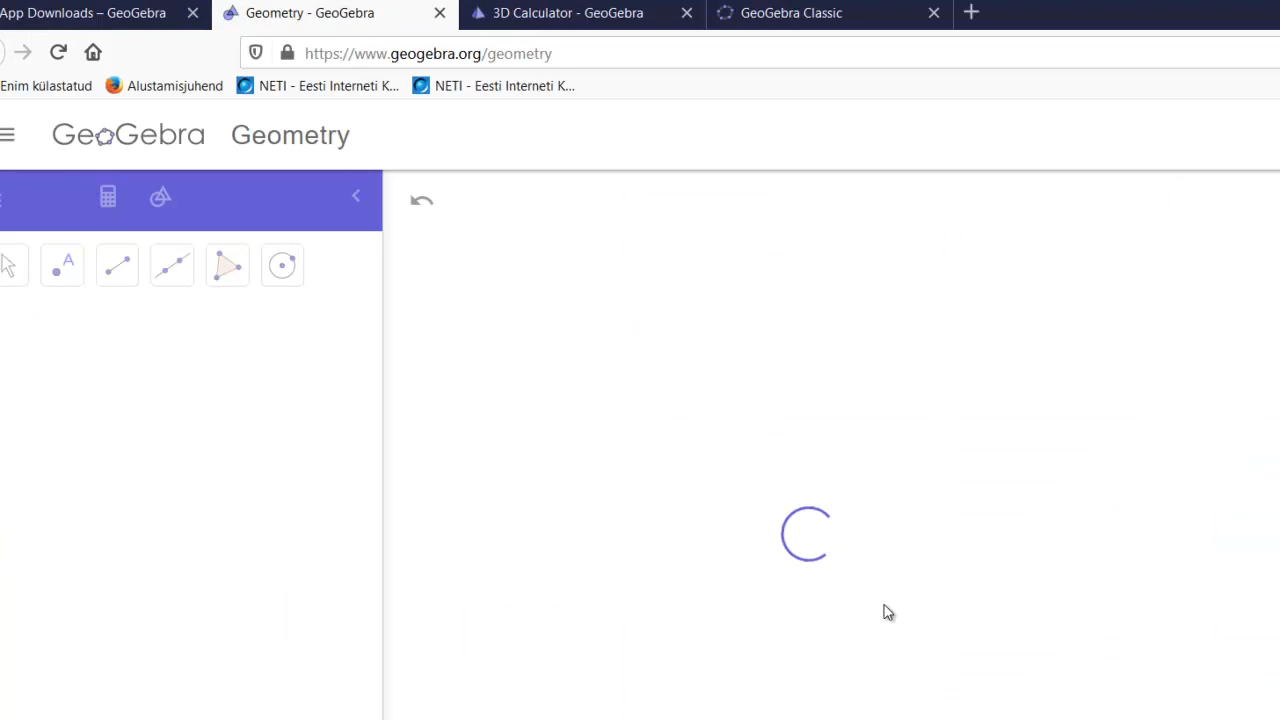 App Downloads – GeoGebra
Geometry - GeoGebra
3D Calculator - GeoGebra
GeoGebra Classic
https://www.geogebra.org/geometry
Enim külastatud
Alustamisjuhend
NETI - Eesti Interneti K...
NETI - Eesti Interneti K...
GeoGebra
Geometry
A